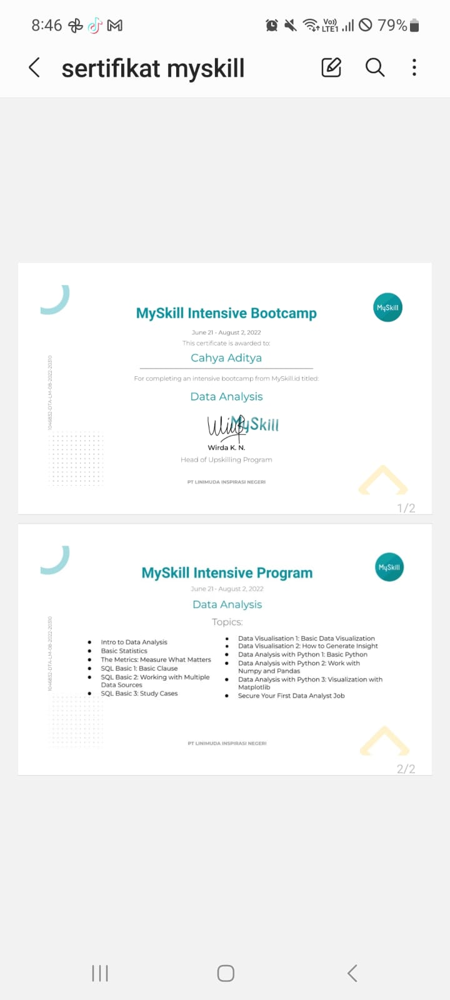 8:46
Vo))
LTE1
79%
sertifikat myskill
MySkill
MySkill Intensive Bootcamp
June 21 - August 2, 2022
This certificate is awarded to:
Cahya Aditya
For completing an intensive bootcamp from MySkill.id titled:
Data Analysis
MySkill
Wirda K. N.
Head of Upskilling Program
PT LINIMUDA INSPIRASI NEGERI
1046832-DTA-LM-08-2022-20310
1/2
MySkill
MySkill Intensive Program
June 21 - August 2, 2022
Data Analysis
Topics:
Intro to Data Analysis
Basic Statistics
The Metrics: Measure What Matters
SQL Basic 1: Basic Clause
SQL Basic 2: Working with Multiple
Data Sources
SQL Basic 3: Study Cases
Data Visualisation 1: Basic Data Visualization
Data Visualisation 2: How to Generate Insight
Data Analysis with Python 1: Basic Python
Data Analysis with Python 2: Work with
Numpy and Pandas
Data Analysis with Python 3: Visualization with
Matplotlib
Secure Your First Data Analyst Job
1046832-DTA-LM-08-2022-20310
PT LINIMUDA INSPIRASI NEGERI
2/2